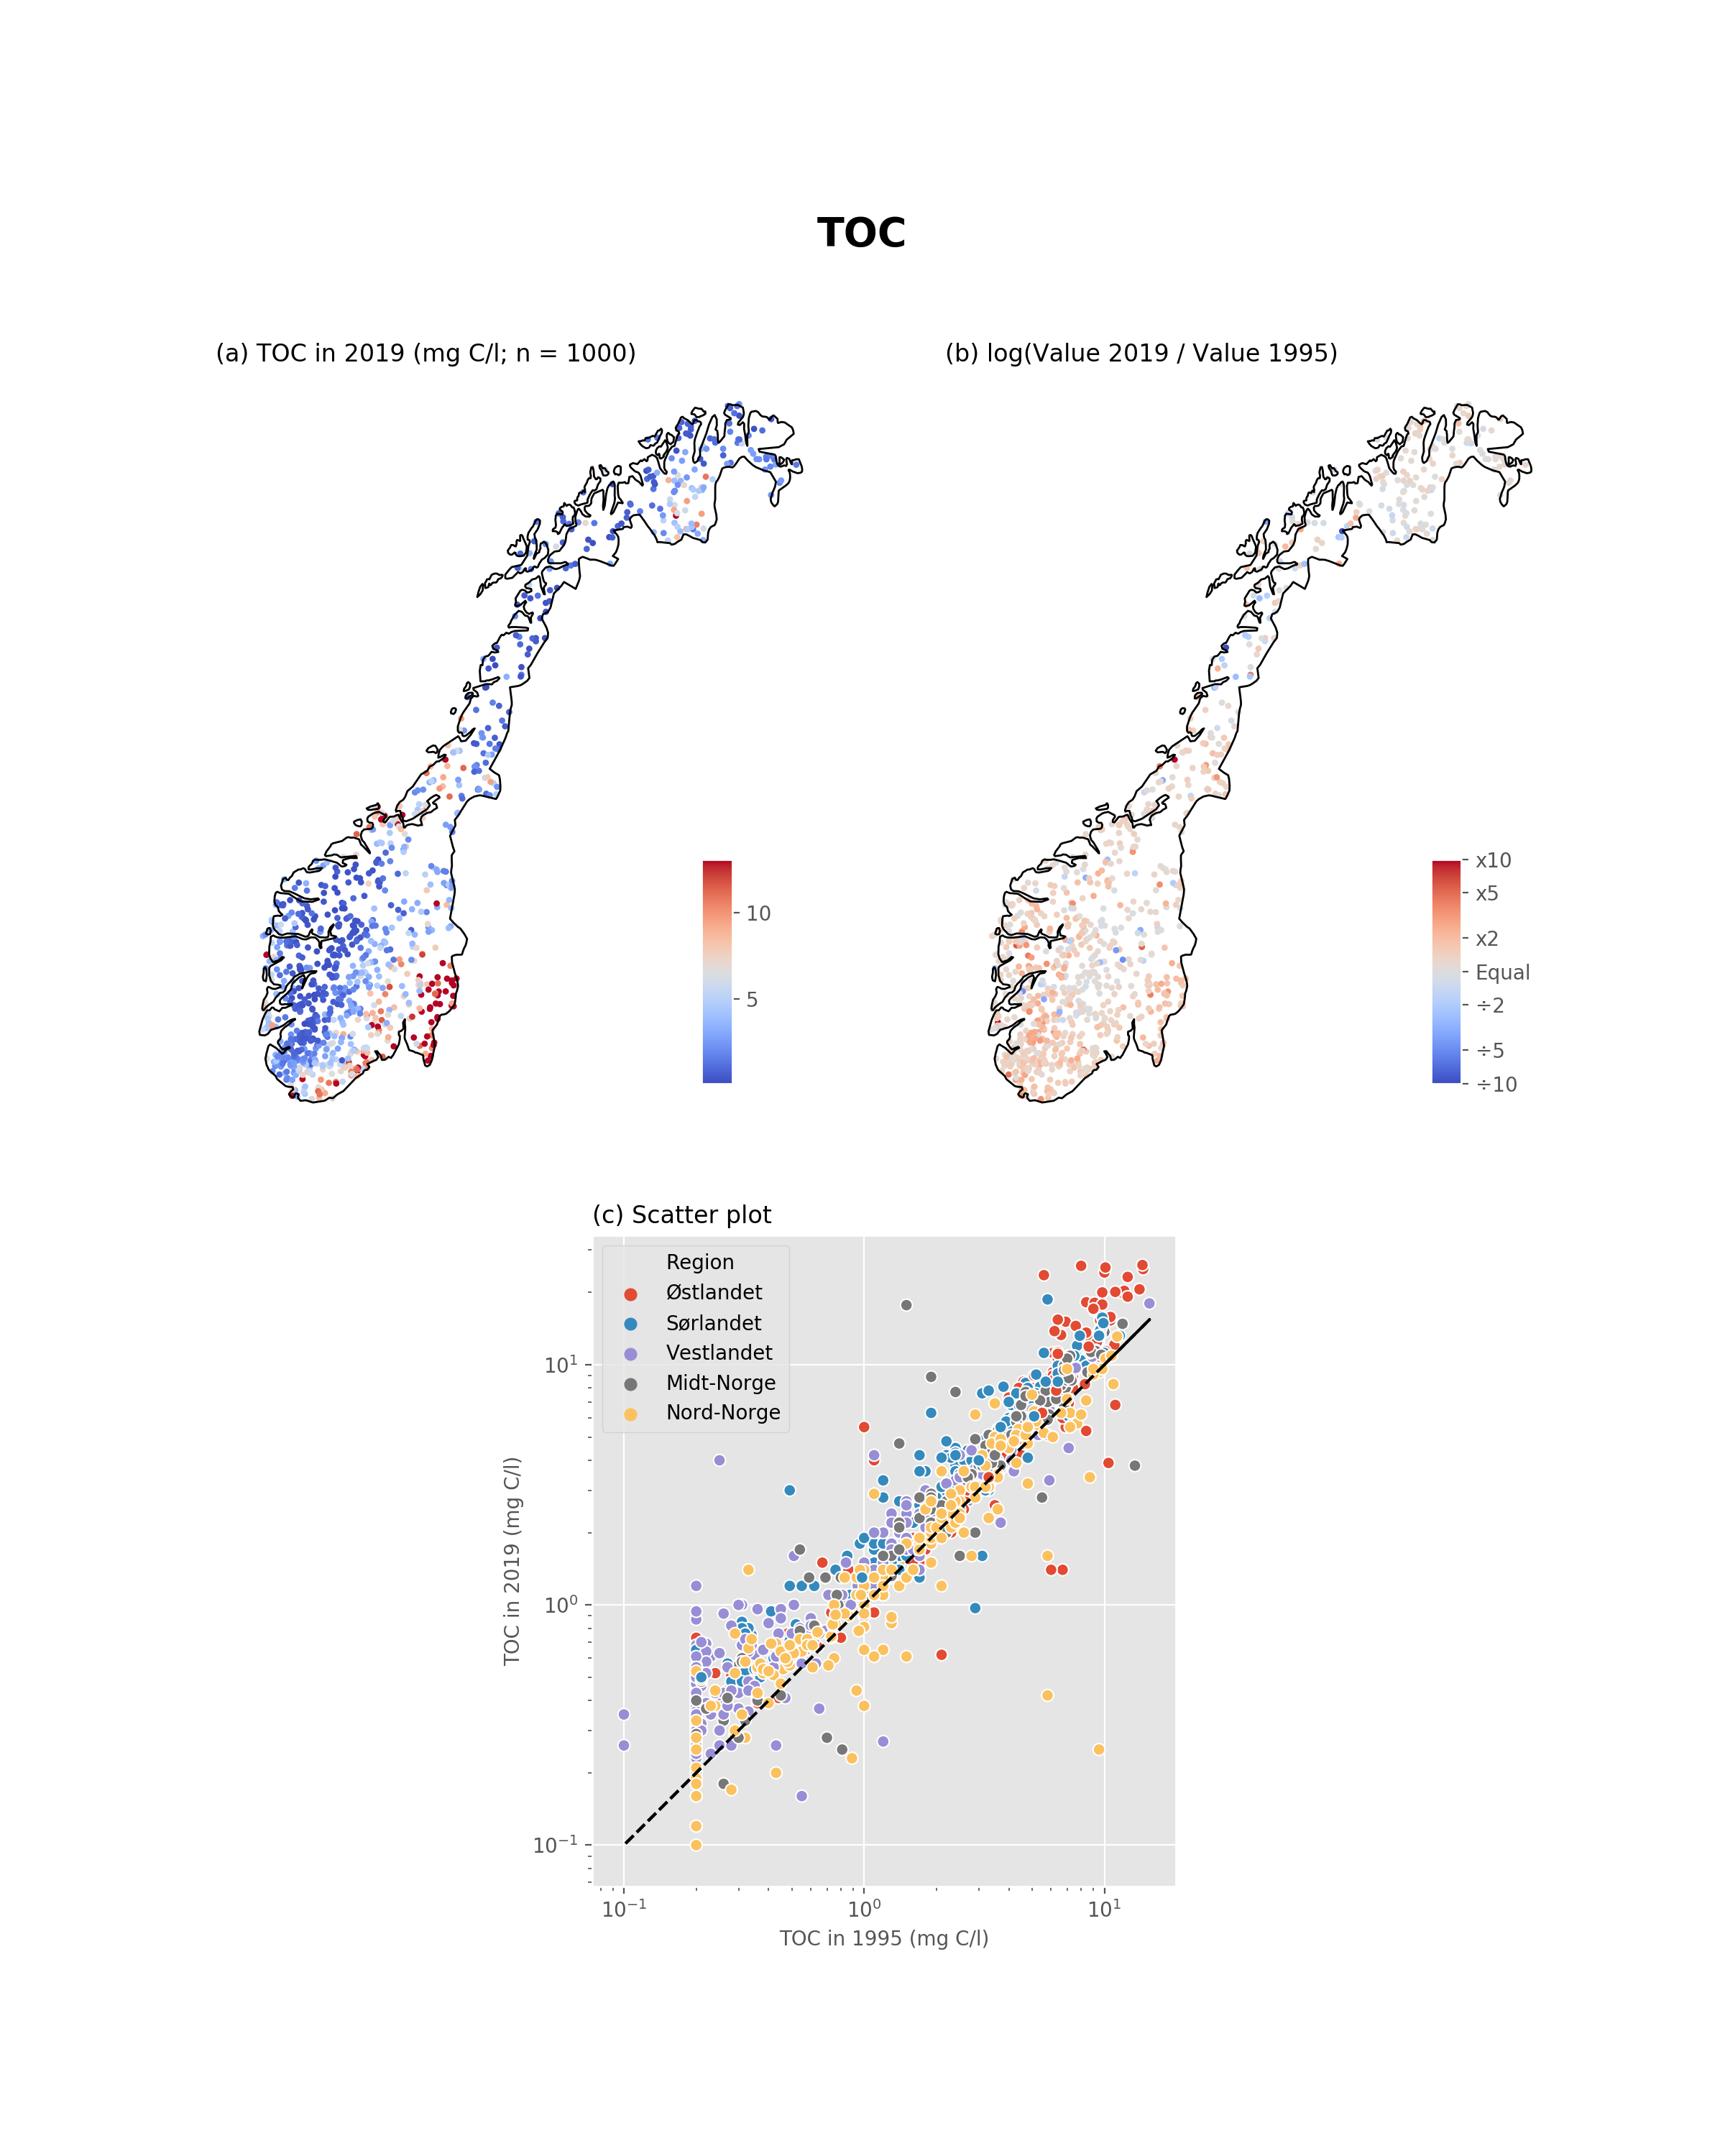 TOC
(a) TOC in 2019 (mg C/l; n = 1000)
10
5
(b) log(Value 2019 / Value 1995)
x10
x5
x2
Equal
÷2
÷5
÷10
(c) Scatter plot
Region
Østlandet
Sørlandet
Vestlandet
Midt-Norge
Nord-Norge
TOC in 2019 (mg C/l)
10¹
10⁰
10⁻¹
10⁻¹ 10⁰ 10¹
TOC in 1995 (mg C/l)